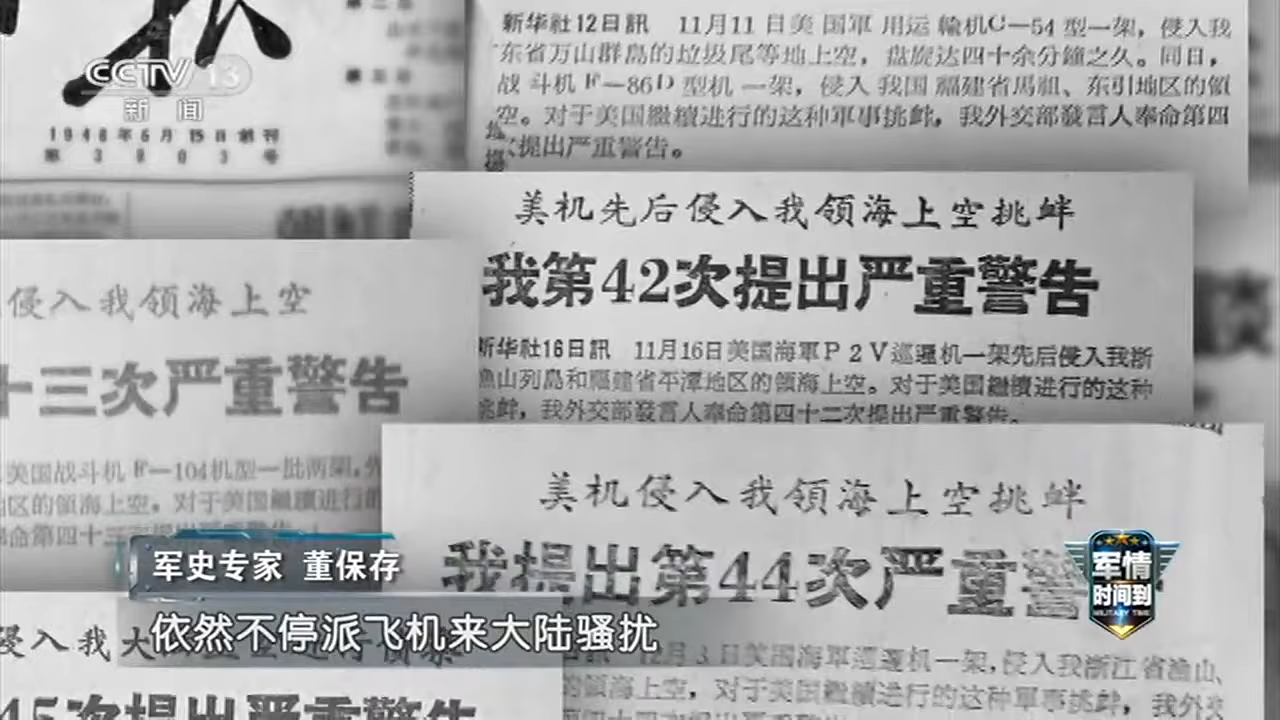 CCTV 13
新闻
1948年6月15日創刊
第3803号
新华社12日訊 11月11日美国軍用运輸机C—54型一架，侵入我
东省万山群島的垃圾尾等地上空，盘旋达四十余分鐘之久。同日，
战斗机F—86D型机一架，侵入我国福建省馬祖、东引地区的領
空。对于美国繼續进行的这种軍事挑衅，我外交部發言人奉命第四
次提出严重警告。
美机先后侵入我領海上空挑衅
我第42次提出严重警告
新华社16日訊 11月16日美国海軍P2V巡邏机一架先后侵入我浙
漁山列島和福建省平潭地区的領海上空。对于美国繼續进行的这种
挑衅，我外交部發言人奉命第四十二次提出严重警告。
侵入我領海上空
十三次严重警告
美国战斗机F—104机型一批两架，先
地区的領海上空。对于美国繼續进行的
命第四十三
美机侵入我領海上空挑衅
我提出第44次严重警
12月3日美国海軍巡邏机一架，侵入我浙江省渔山、
的領海上空，对于美国繼續进行的这种軍事挑衅，我外交
侵入我大
45次提出严重警告
军史专家 董保存
依然不停派飞机来大陆骚扰
军情
时间到
MILITARY TIME